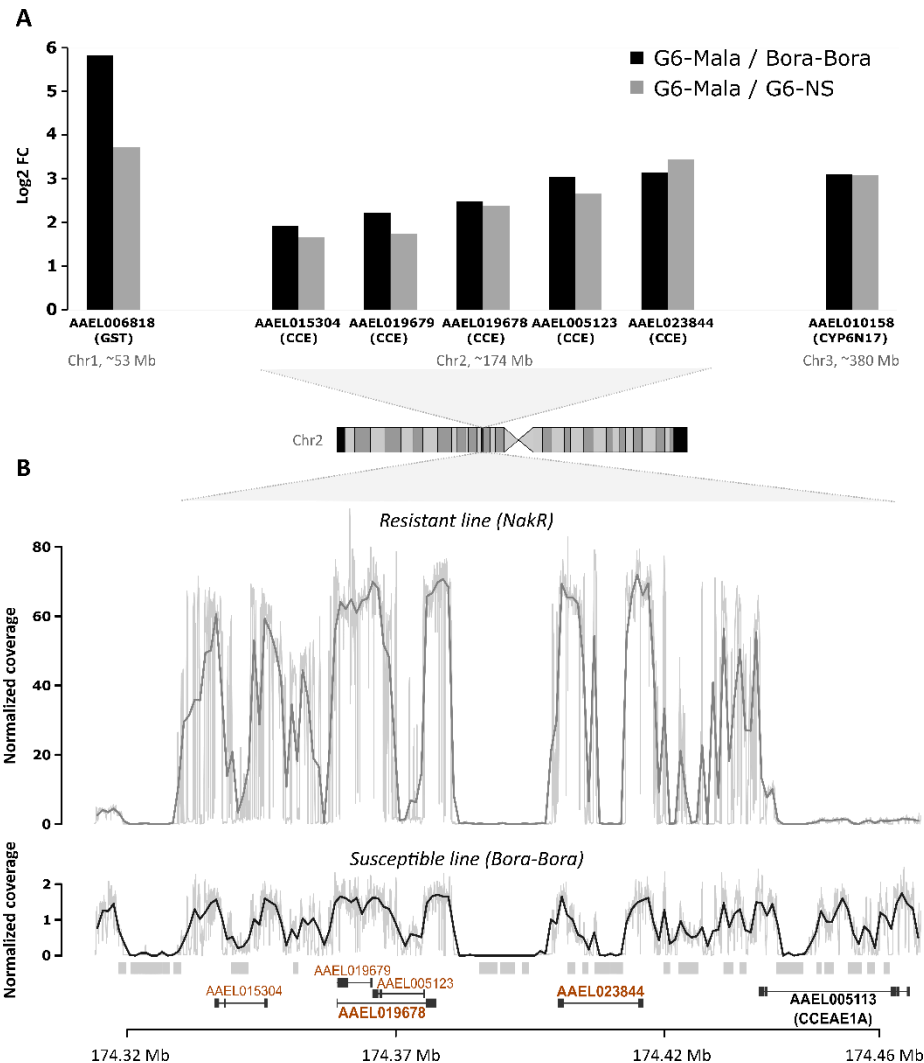 A
G6-Mala / Bora-Bora
G6-Mala / G6-NS
Log2 FC
6
5
4
3
2
1
0
AAEL006818 AAEL015304 AAEL019679 AAEL019678 AAEL005123 AAEL023844 AAEL010158
(GST) (CCE) (CCE) (CCE) (CCE) (CCE) (CYP6N17)
Chr1, ~53 Mb Chr2, ~174 Mb Chr3, ~380 Mb
Chr2
B
Resistant line (NakR)
Normalized coverage
80
60
40
20
0
Susceptible line (Bora-Bora)
Normalized coverage
2
1
0
AAEL019679
AAEL015304 AAEL005123 AAEL023844 AAEL005113
AAEL019678 (CCEAE1A)
174.32 Mb 174.37 Mb 174.42 Mb 174.46 Mb